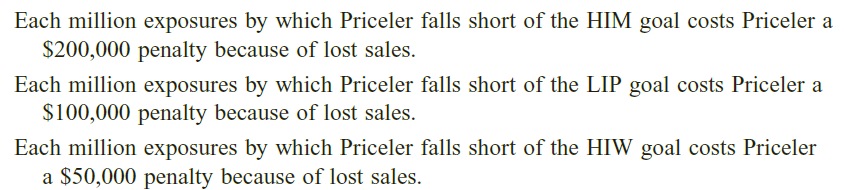 Each million exposures by which Priceler falls short of the HIM goal costs Priceler a
$200,000 penalty because of lost sales.
Each million exposures by which Priceler falls short of the LIP goal costs Priceler a
$100,000 penalty because of lost sales.
Each million exposures by which Priceler falls short of the HIW goal costs Priceler
a $50,000 penalty because of lost sales.